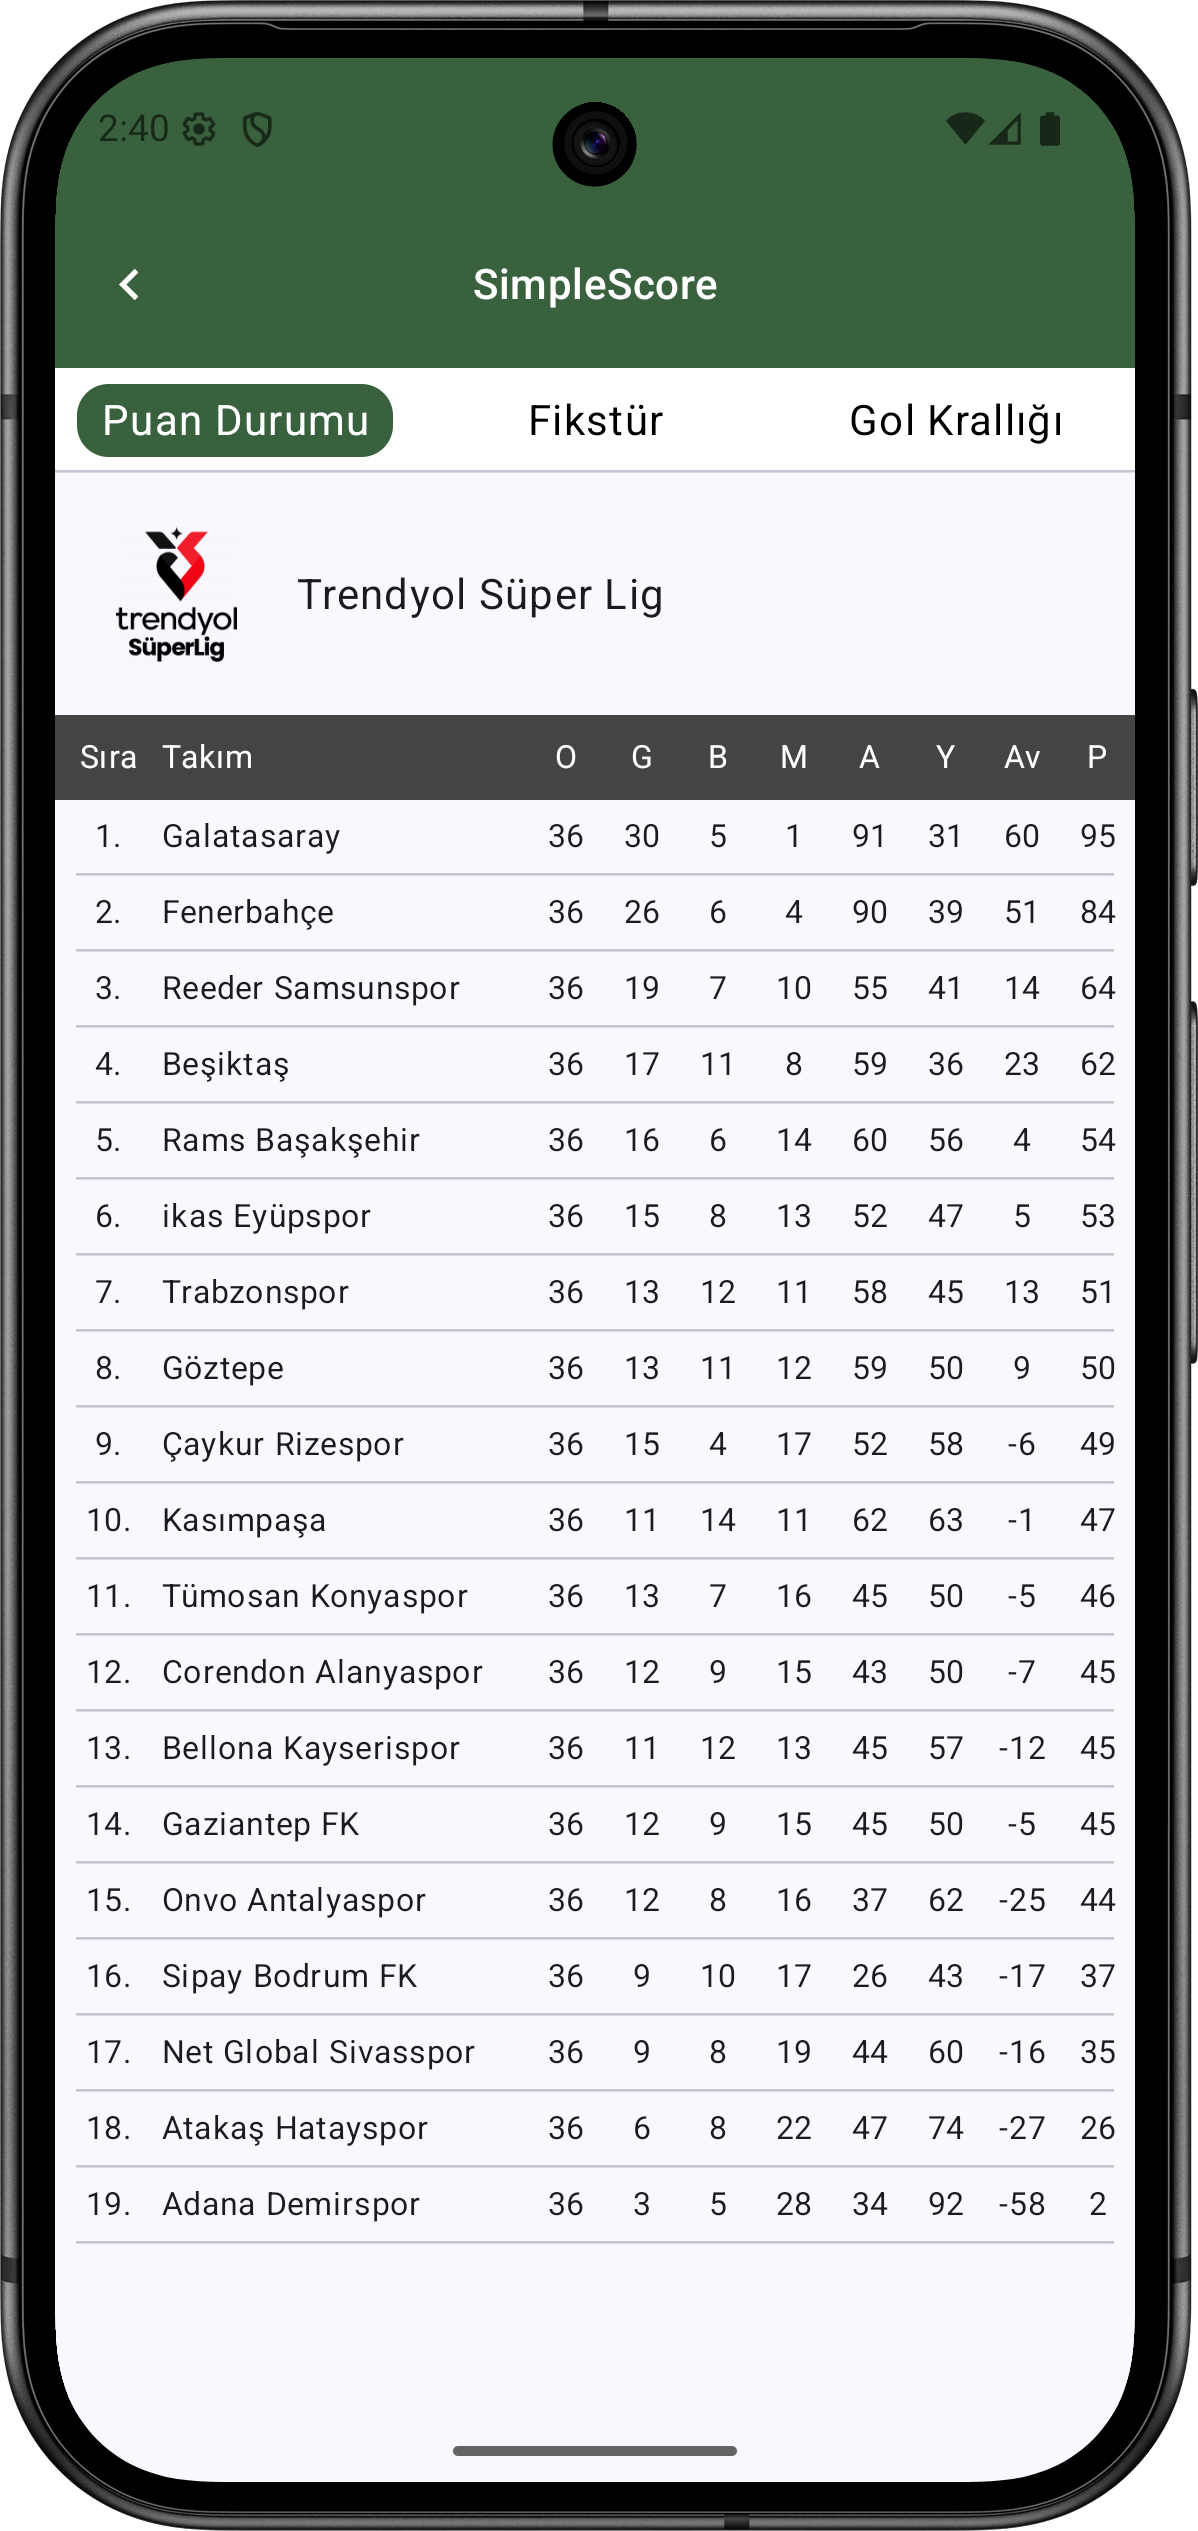 2:40
SimpleScore
Puan Durumu Fikstür Gol Krallığı
trendyol
SüperLig
Trendyol Süper Lig
Sıra Takım O G B M A Y Av P
1. Galatasaray 36 30 5 1 91 31 60 95
2. Fenerbahçe 36 26 6 4 90 39 51 84
3. Reeder Samsunspor 36 19 7 10 55 41 14 64
4. Beşiktaş 36 17 11 8 59 36 23 62
5. Rams Başakşehir 36 16 6 14 60 56 4 54
6. ikas Eyüpspor 36 15 8 13 52 47 5 53
7. Trabzonspor 36 13 12 11 58 45 13 51
8. Göztepe 36 13 11 12 59 50 9 50
9. Çaykur Rizespor 36 15 4 17 52 58 -6 49
10. Kasımpaşa 36 11 14 11 62 63 -1 47
11. Tümosan Konyaspor 36 13 7 16 45 50 -5 46
12. Corendon Alanyaspor 36 12 9 15 43 50 -7 45
13. Bellona Kayserispor 36 11 12 13 45 57 -12 45
14. Gaziantep FK 36 12 9 15 45 50 -5 45
15. Onvo Antalyaspor 36 12 8 16 37 62 -25 44
16. Sipay Bodrum FK 36 9 10 17 26 43 -17 37
17. Net Global Sivasspor 36 9 8 19 44 60 -16 35
18. Atakaş Hatayspor 36 6 8 22 47 74 -27 26
19. Adana Demirspor 36 3 5 28 34 92 -58 2